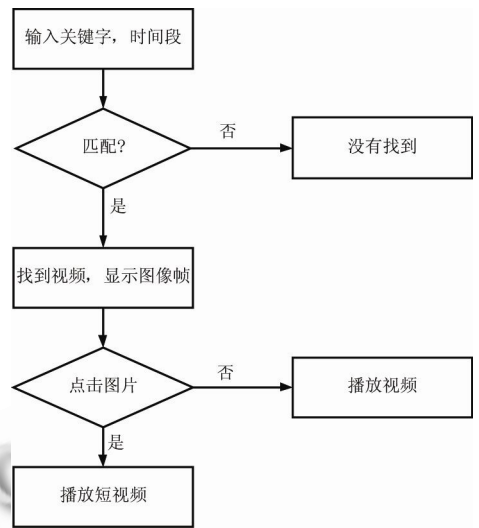 输入关键字，时间段
匹配?
否
没有找到
是
找到视频，显示图像帧
点击图片
否
播放视频
是
播放短视频